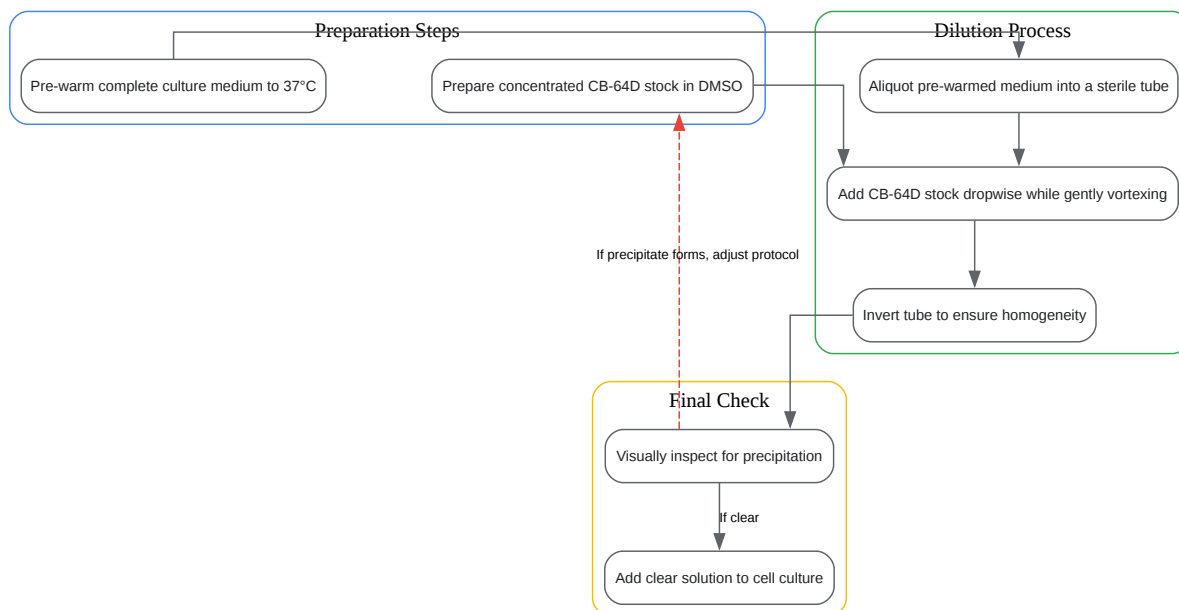 Preparation Steps
Dilution Process
Pre-warm complete culture medium to 37°C
Prepare concentrated CB-64D stock in DMSO
Aliquot pre-warmed medium into a sterile tube
Add CB-64D stock dropwise while gently vortexing
If precipitate forms, adjust protocol
Invert tube to ensure homogeneity
Final Check
Visually inspect for precipitation
If clear
Add clear solution to cell culture